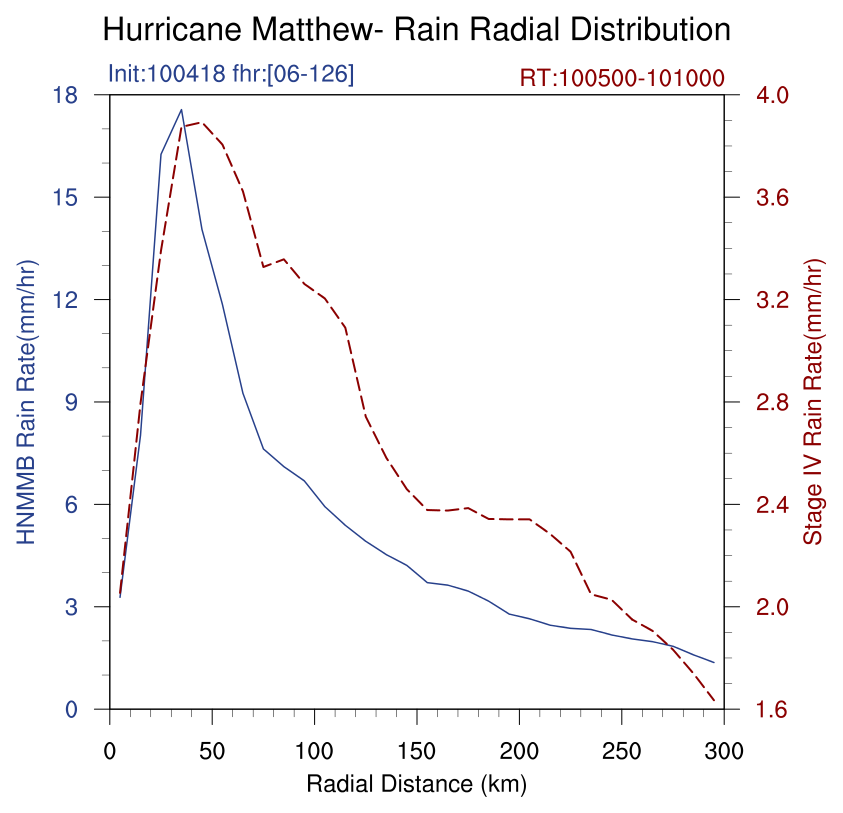 Hurricane Matthew- Rain Radial Distribution
Init:100418 fhr:[06-126]
RT:100500-101000
18
15
12
9
6
3
0
HNMMB Rain Rate(mm/hr)
4.0
3.6
3.2
2.8
2.4
2.0
1.6
Stage IV Rain Rate(mm/hr)
0 50 100 150 200 250 300
Radial Distance (km)